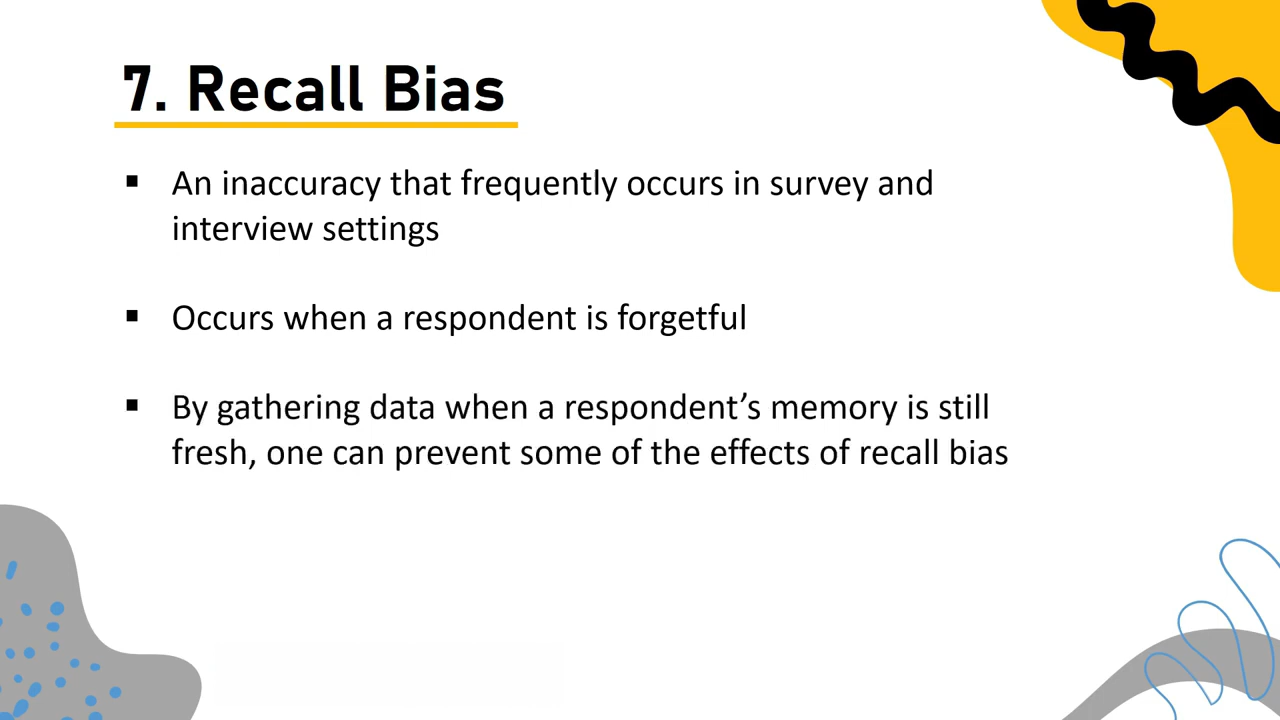 7. Recall Bias
▪ An inaccuracy that frequently occurs in survey and
interview settings
▪ Occurs when a respondent is forgetful
▪ By gathering data when a respondent’s memory is still
fresh, one can prevent some of the effects of recall bias